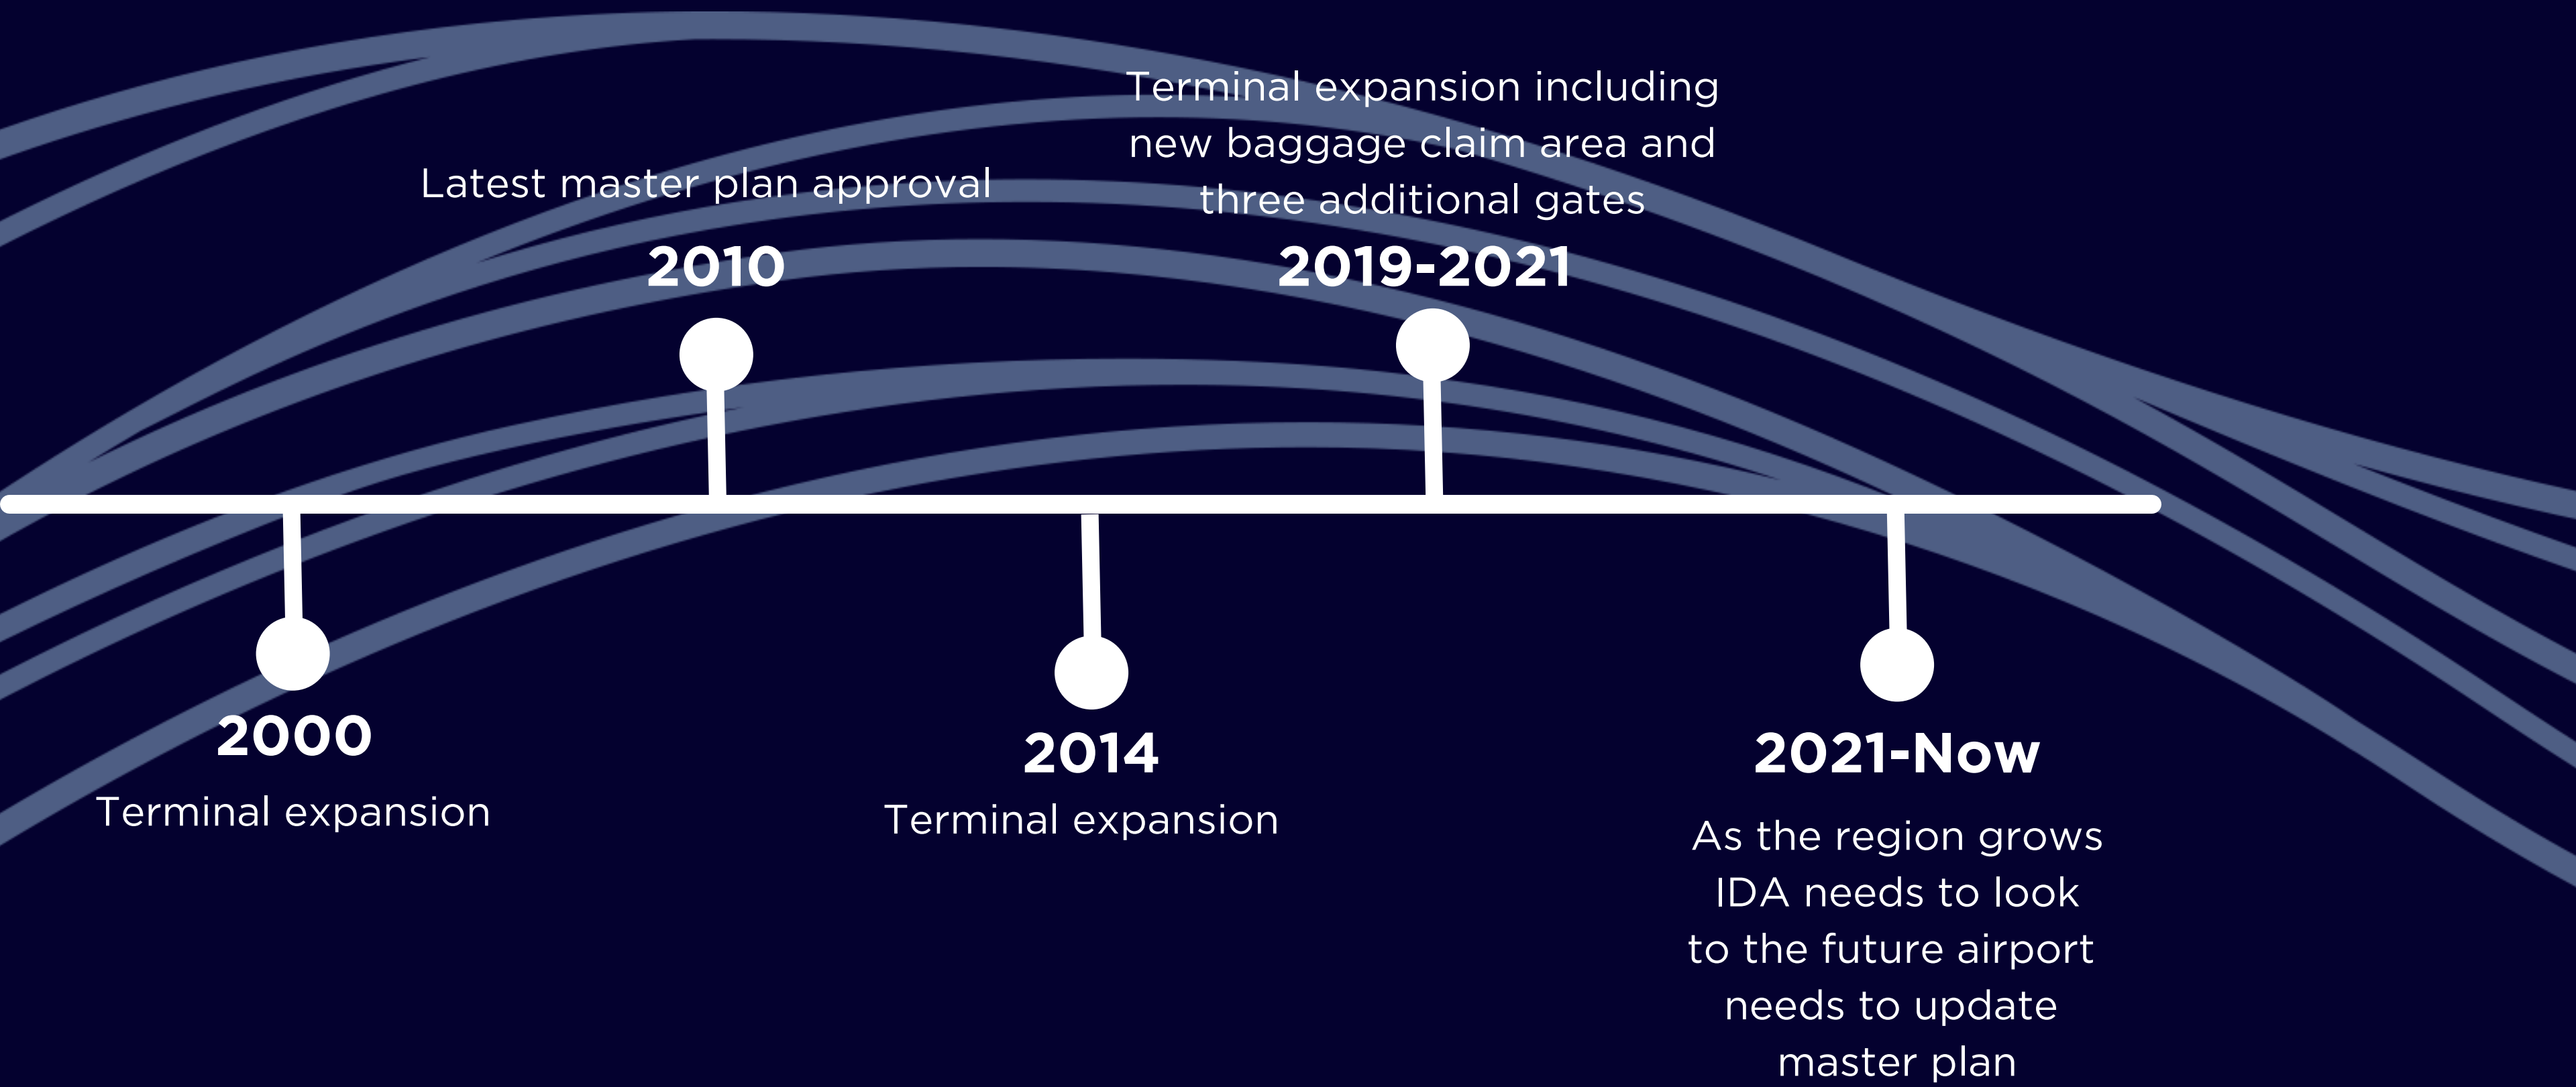 Latest master plan approval
2010
Terminal expansion including
new baggage claim area and
three additional gates
2019-2021
2000
Terminal expansion
2014
Terminal expansion
2021-Now
As the region grows
IDA needs to look
to the future airport
needs to update
master plan